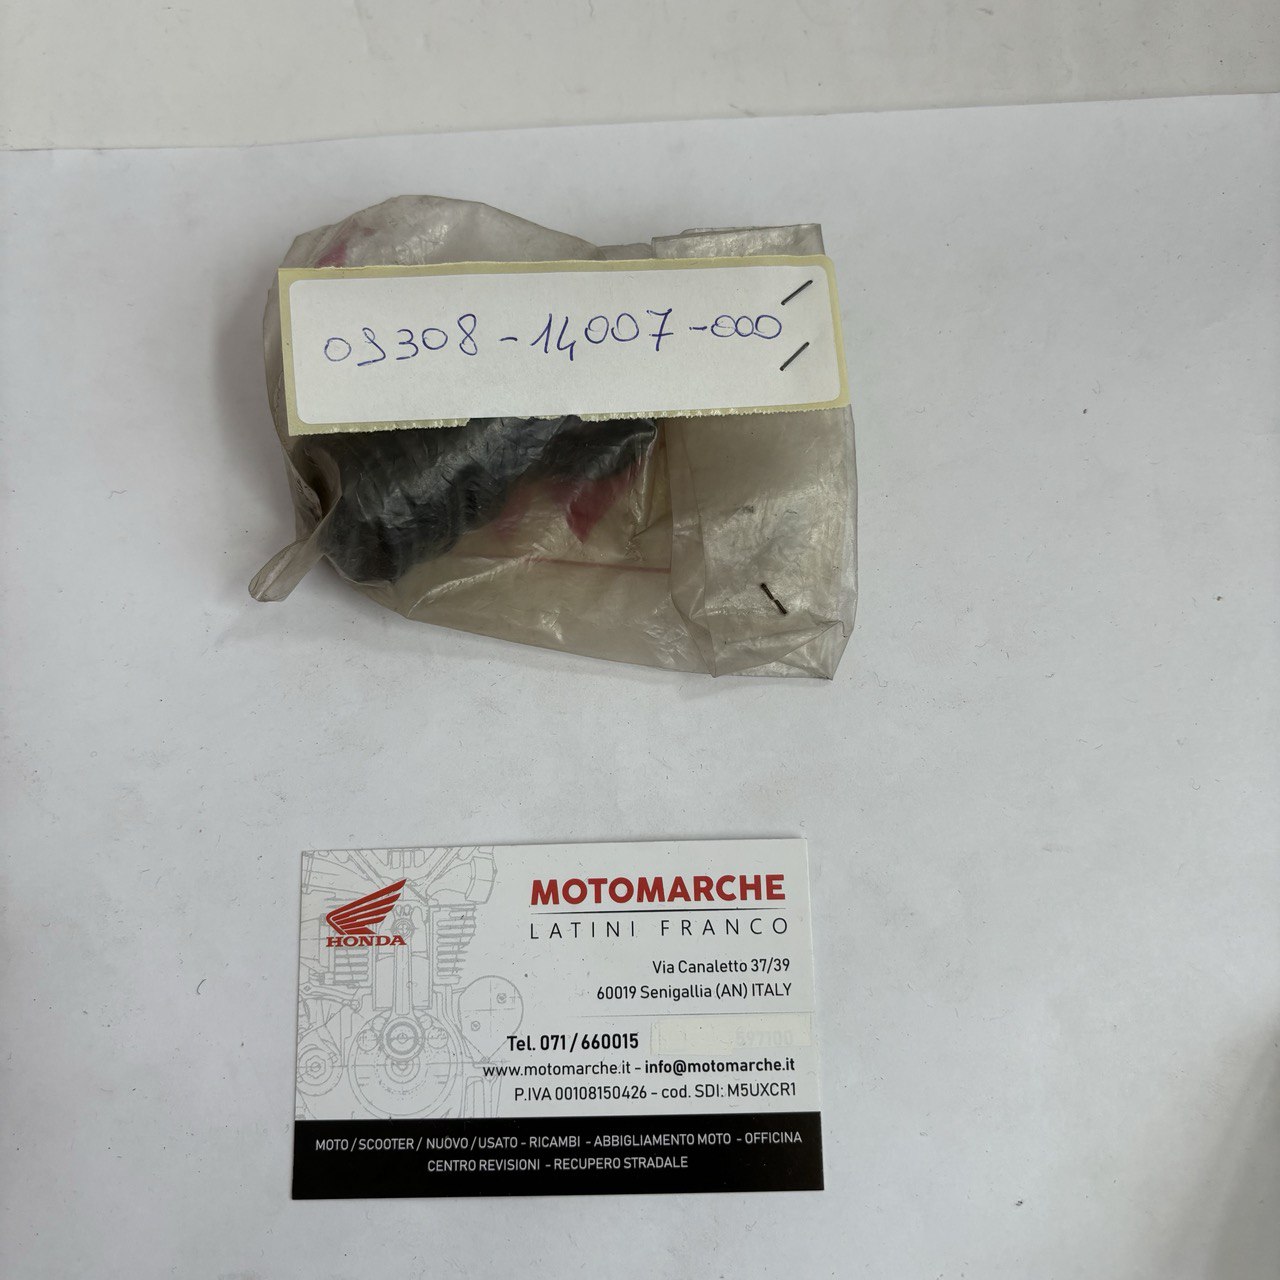 09308-14007-000
HONDA
MOTOMARCHE
LATINI FRANCO
Via Canaletto 37/39
60019 Senigallia (AN) ITALY
Tel. 071/660015
www.motomarche.it - info@motomarche.it
P.IVA 00108150426 - cod. SDI: M5UXCR1
MOTO / SCOOTER / NUOVO / USATO - RICAMBI - ABBIGLIAMENTO MOTO - OFFICINA
CENTRO REVISIONI - RECUPERO STRADALE